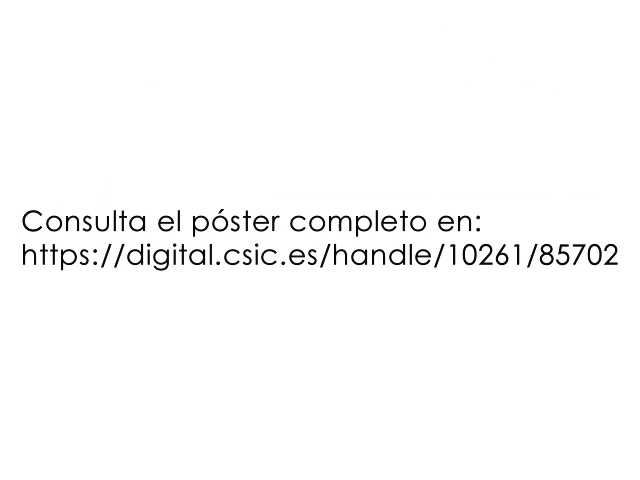 Consulta el póster completo en:
https://digital.csic.es/handle/10261/85702